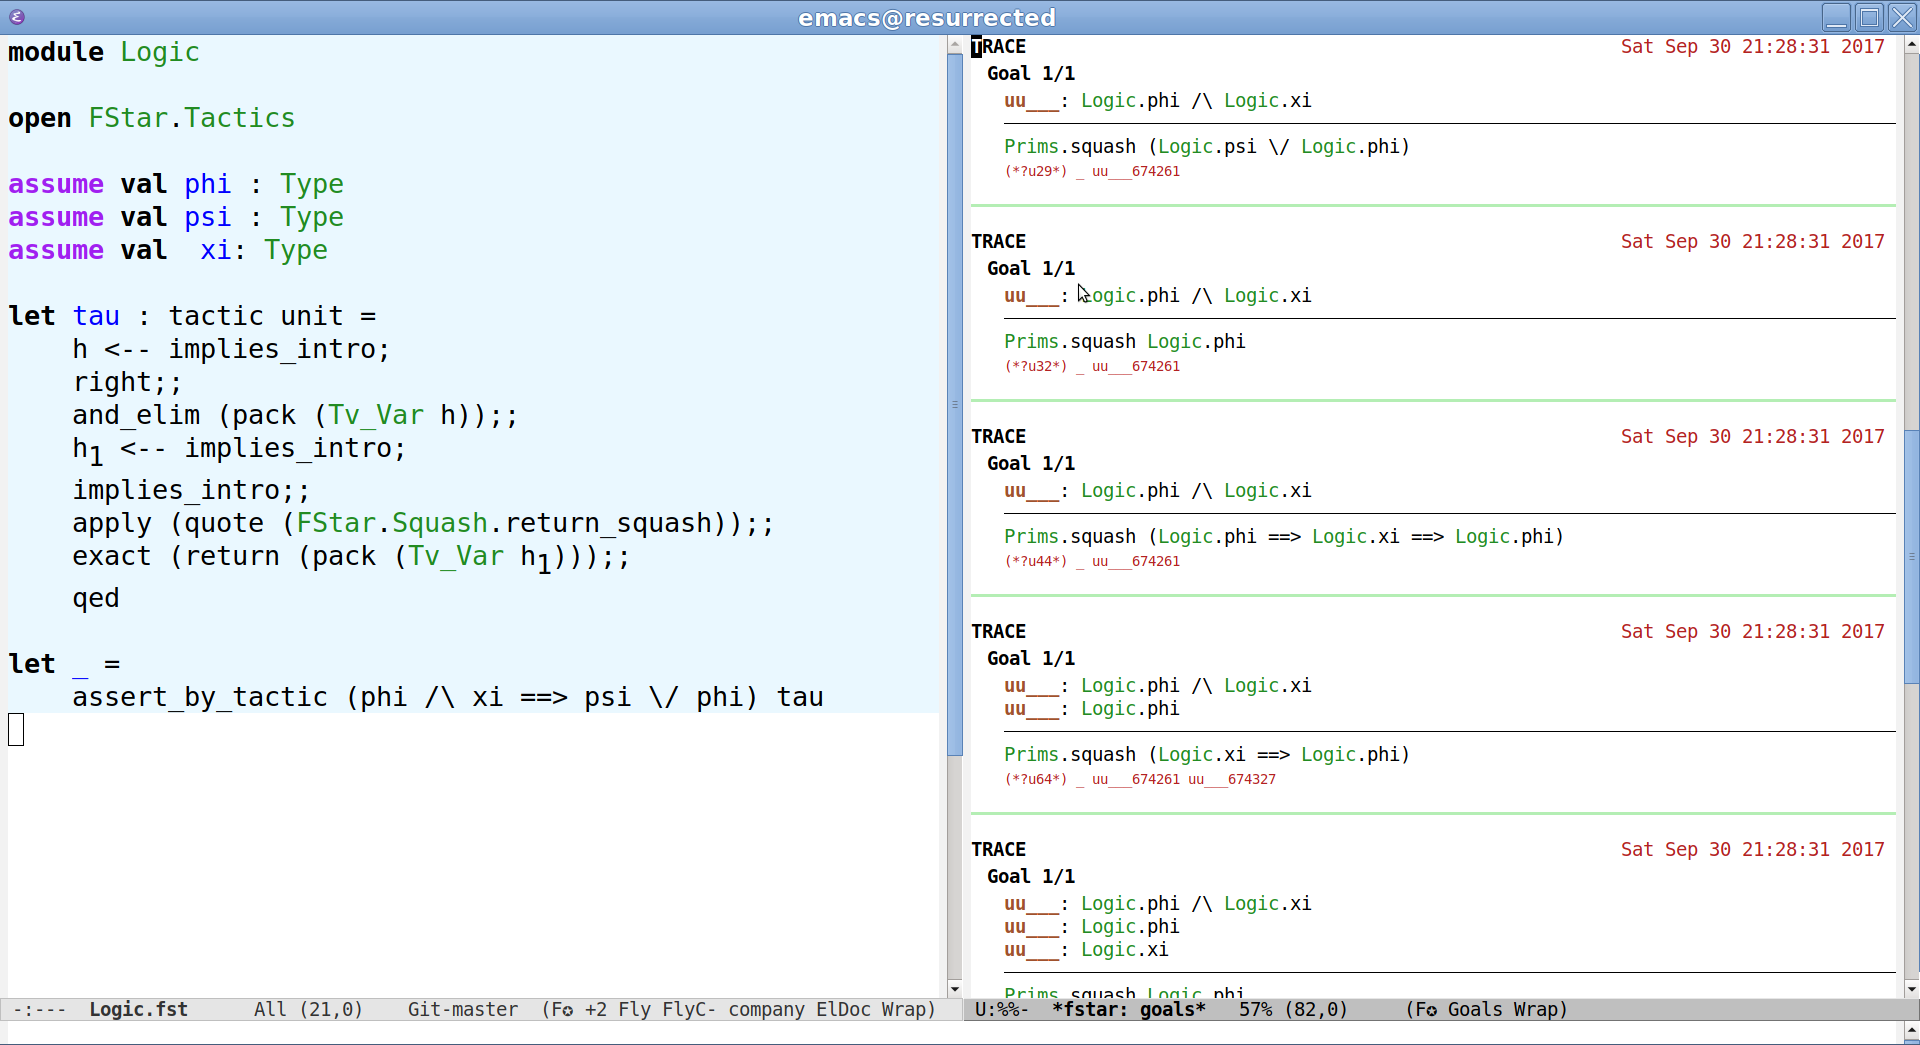 emacs@resurrected
module Logic
open FStar.Tactics
assume val phi : Type
assume val psi : Type
assume val  xi: Type
let tau : tactic unit =
    h <-- implies_intro;
    right;;
    and_elim (pack (Tv_Var h));;
    h1 <-- implies_intro;
    implies_intro;;
    apply (quote (FStar.Squash.return_squash));;
    exact (return (pack (Tv_Var h1)));;
    qed
let _ =
    assert_by_tactic (phi /\ xi ==> psi \/ phi) tau
-:---  Logic.fst      All (21,0)    Git-master  (F✪ +2 Fly FlyC- company ElDoc Wrap)
TRACE Sat Sep 30 21:28:31 2017
Goal 1/1
uu___: Logic.phi /\ Logic.xi
Prims.squash (Logic.psi \/ Logic.phi)
(*?u29*) _ uu___674261
TRACE Sat Sep 30 21:28:31 2017
Goal 1/1
uu___: Logic.phi /\ Logic.xi
Prims.squash Logic.phi
(*?u32*) _ uu___674261
TRACE Sat Sep 30 21:28:31 2017
Goal 1/1
uu___: Logic.phi /\ Logic.xi
Prims.squash (Logic.phi ==> Logic.xi ==> Logic.phi)
(*?u44*) _ uu___674261
TRACE Sat Sep 30 21:28:31 2017
Goal 1/1
uu___: Logic.phi /\ Logic.xi
uu___: Logic.phi
Prims.squash (Logic.xi ==> Logic.phi)
(*?u64*) _ uu___674261 uu___674327
TRACE Sat Sep 30 21:28:31 2017
Goal 1/1
uu___: Logic.phi /\ Logic.xi
uu___: Logic.phi
uu___: Logic.xi
Prims.squash Logic.phi
U:%%-  *fstar: goals*   57% (82,0)     (F✪ Goals Wrap)